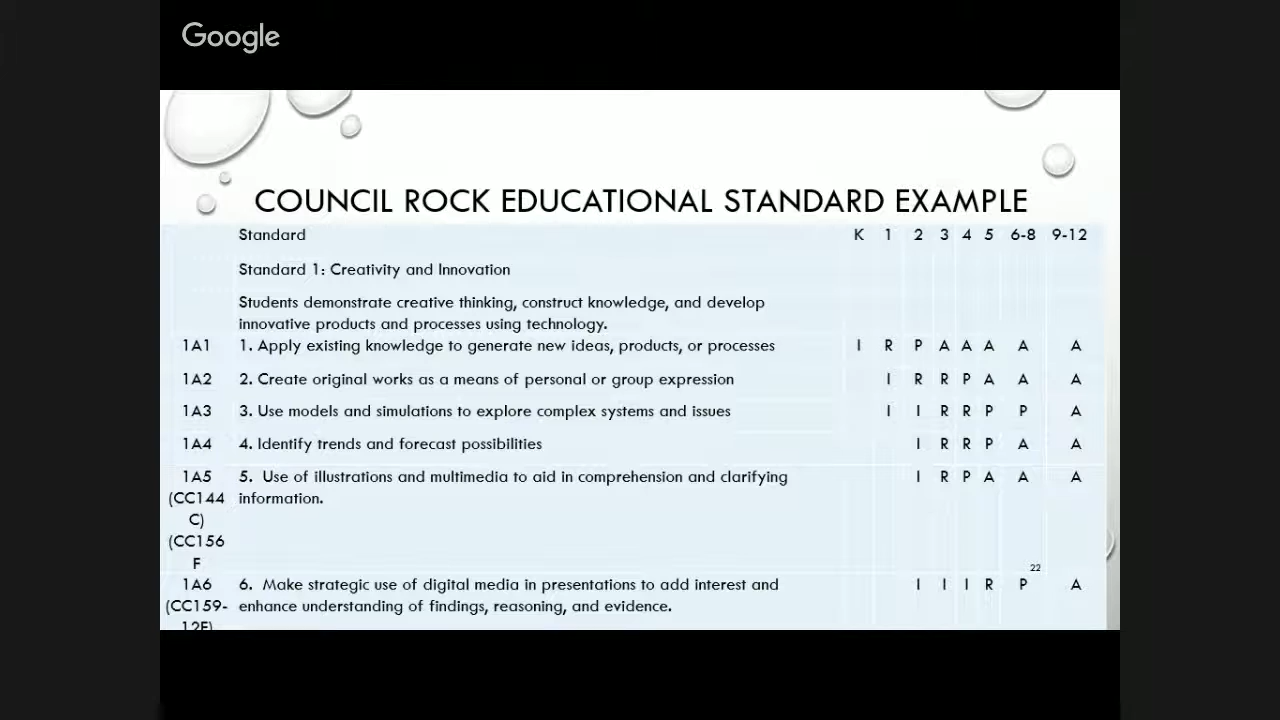 Google
COUNCIL ROCK EDUCATIONAL STANDARD EXAMPLE
Standard K 1 2 3 4 5 6-8 9-12
Standard 1: Creativity and Innovation
Students demonstrate creative thinking, construct knowledge, and develop
innovative products and processes using technology.
1A1 1. Apply existing knowledge to generate new ideas, products, or processes I R P A A A A A
1A2 2. Create original works as a means of personal or group expression I R R P A A A
1A3 3. Use models and simulations to explore complex systems and issues I I R R P P A
1A4 4. Identify trends and forecast possibilities I R R P A A
1A5 5. Use of illustrations and multimedia to aid in comprehension and clarifying I R P A A A
(CC144 information.
C)
(CC156
F
22
1A6 6. Make strategic use of digital media in presentations to add interest and I I I R P A
(CC159- enhance understanding of findings, reasoning, and evidence.
12F)